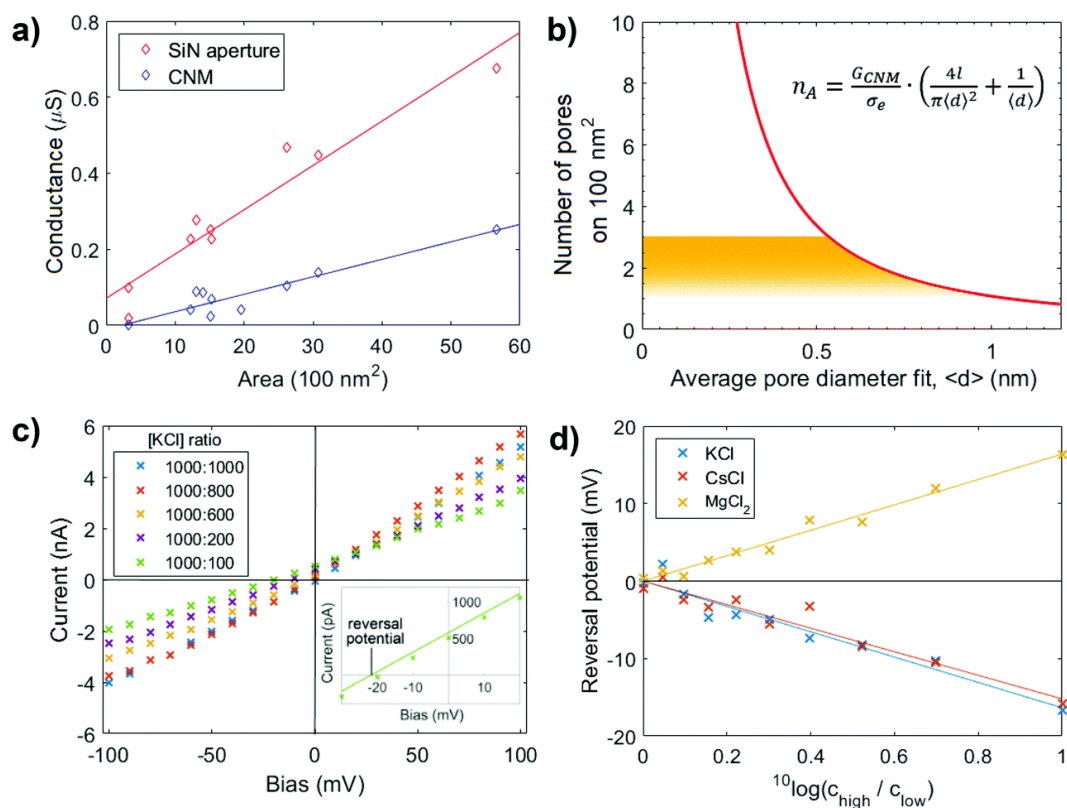 a)
0.8
0.6
0.4
0.2
0
Conductance (μS)
SiN aperture
CNM
0 10 20 30 40 50 60
Area (100 nm²)
b)
10
8
6
4
2
0
Number of pores
on 100 nm²
n_A = G_CNM/σ_e · (4l/π⟨d⟩² + 1/⟨d⟩)
0 0.5 1
Average pore diameter fit, <d> (nm)
c)
6
4
2
0
-2
-4
-6
Current (nA)
[KCl] ratio
1000:1000
1000:800
1000:600
1000:200
1000:100
Current (pA)
1000
500
reversal
potential
-20 -10 10
Bias (mV)
-100 -50 0 50 100
Bias (mV)
d)
20
10
0
-10
-20
Reversal potential (mV)
KCl
CsCl
MgCl₂
0 0.2 0.4 0.6 0.8 1
¹⁰log(c_high / c_low)